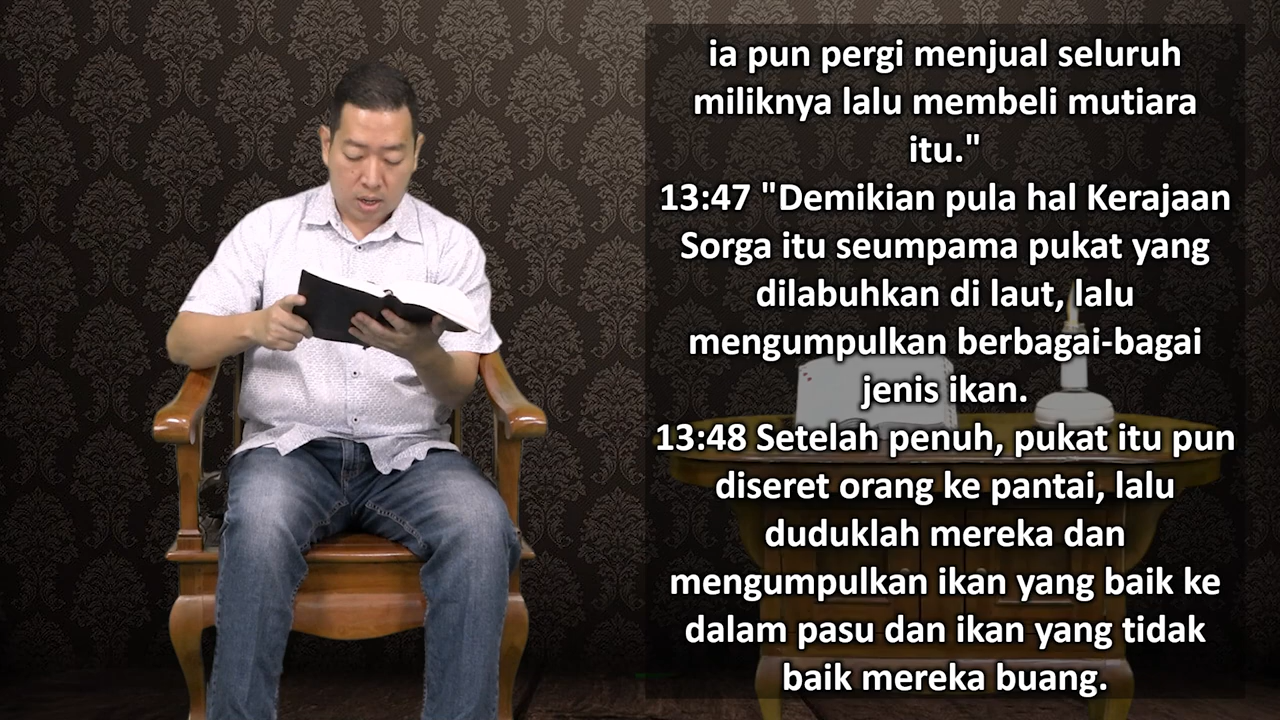 ia pun pergi menjual seluruh
miliknya lalu membeli mutiara
itu."
13:47 "Demikian pula hal Kerajaan
Sorga itu seumpama pukat yang
dilabuhkan di laut, lalu
mengumpulkan berbagai-bagai
jenis ikan.
13:48 Setelah penuh, pukat itu pun
diseret orang ke pantai, lalu
duduklah mereka dan
mengumpulkan ikan yang baik ke
dalam pasu dan ikan yang tidak
baik mereka buang.